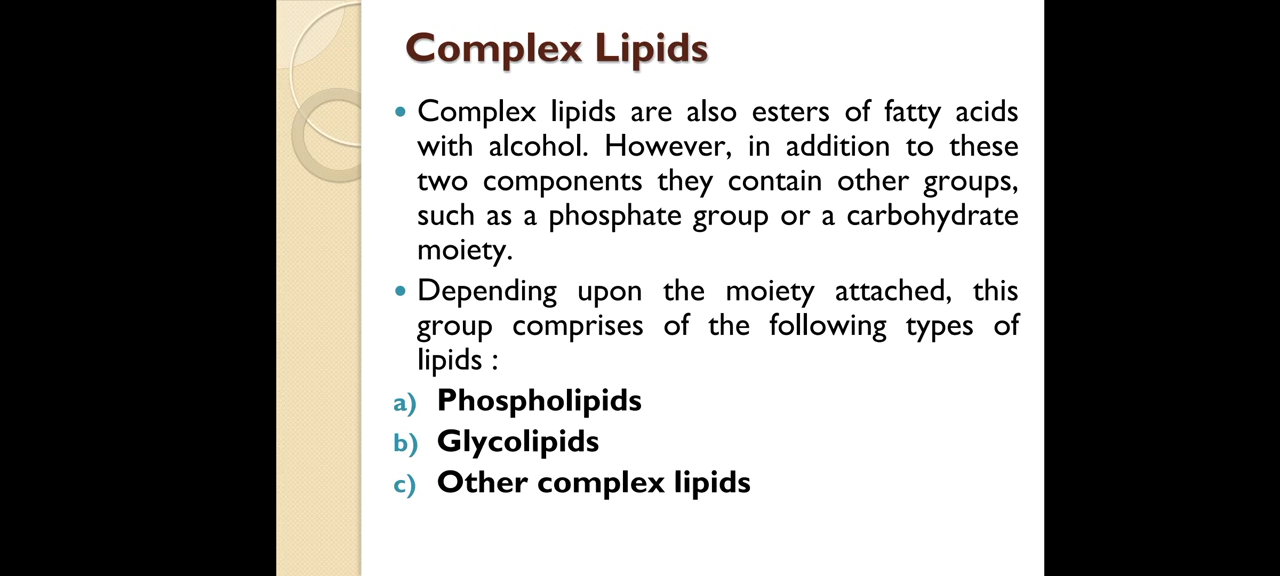 Complex Lipids
• Complex lipids are also esters of fatty acids
with alcohol. However, in addition to these
two components they contain other groups,
such as a phosphate group or a carbohydrate
moiety.
• Depending upon the moiety attached, this
group comprises of the following types of
lipids :
a) Phospholipids
b) Glycolipids
c) Other complex lipids